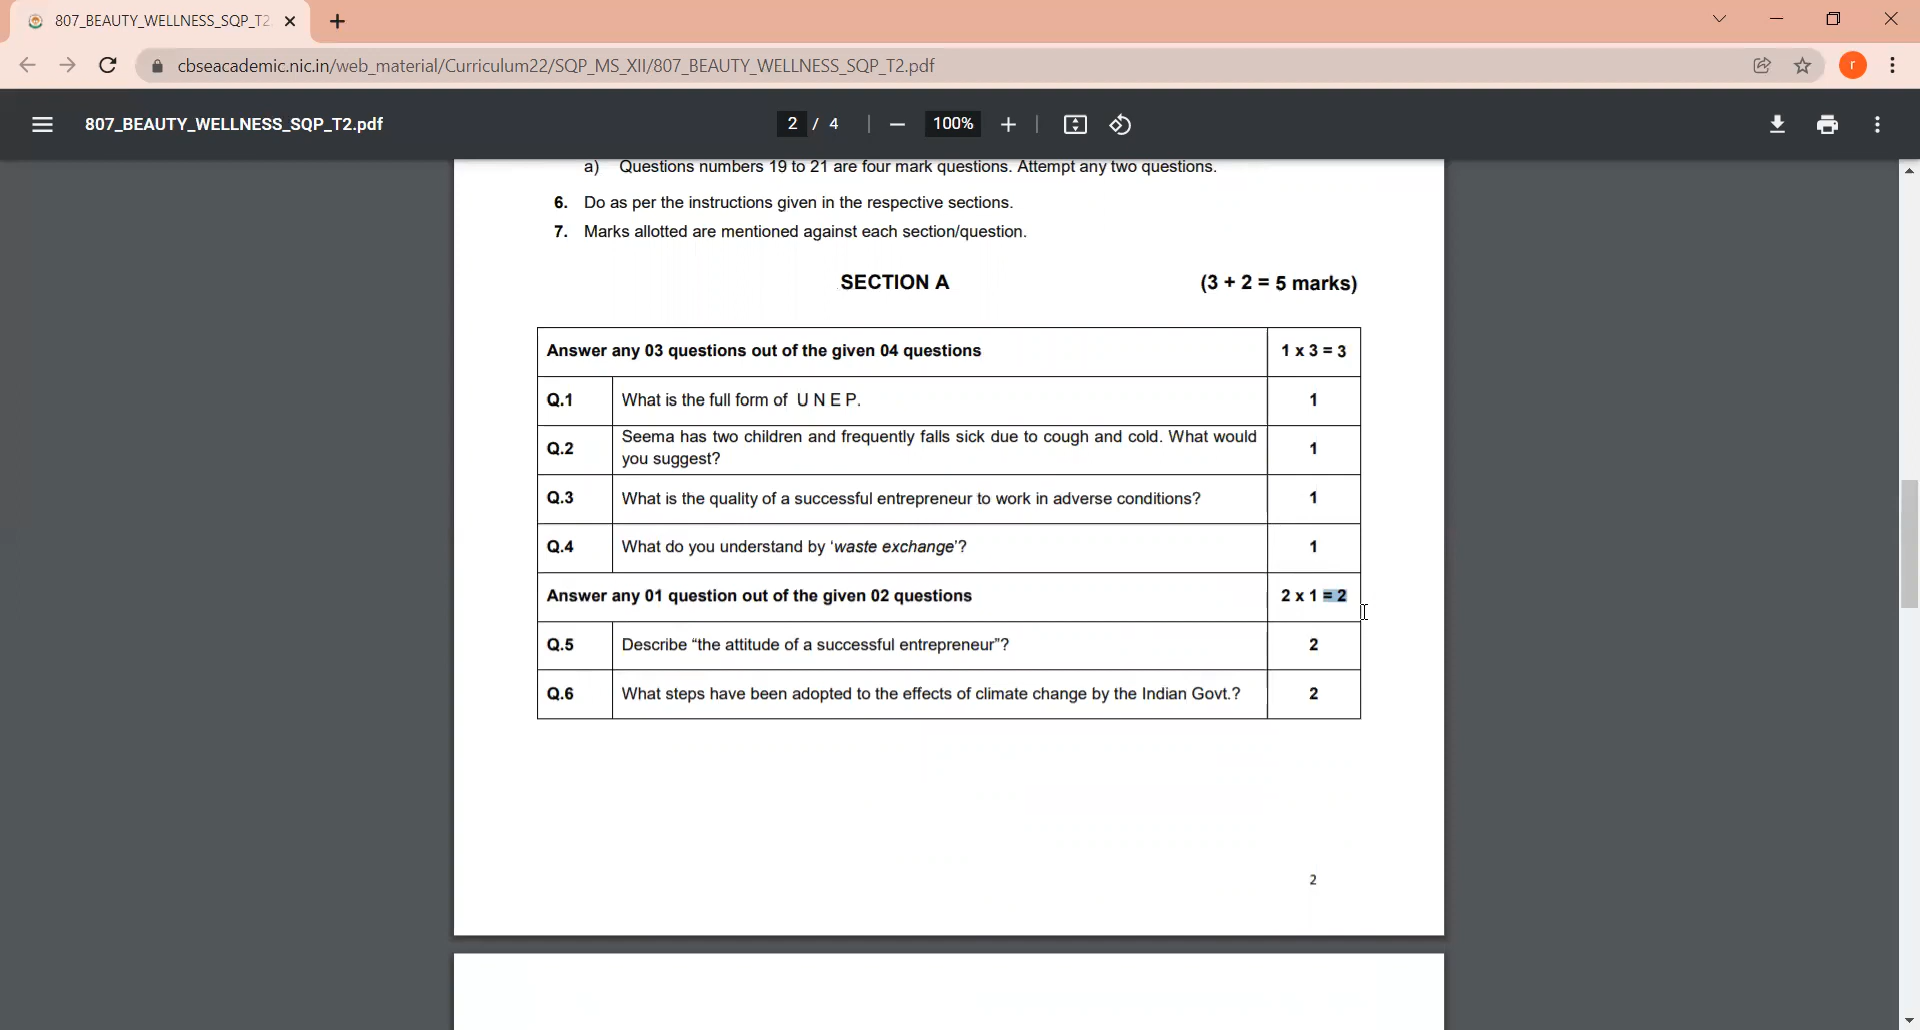 807_BEAUTY_WELLNESS_SQP_T2
cbseacademic.nic.in/web_material/Curriculum22/SQP_MS_XII/807_BEAUTY_WELLNESS_SQP_T2.pdf
r
807_BEAUTY_WELLNESS_SQP_T2.pdf
2 / 4
100%
a) Questions numbers 19 to 21 are four mark questions. Attempt any two questions.
6. Do as per the instructions given in the respective sections.
7. Marks allotted are mentioned against each section/question.
SECTION A (3 + 2 = 5 marks)
Answer any 03 questions out of the given 04 questions 1 x 3 = 3
Q.1 What is the full form of U N E P. 1
Q.2 Seema has two children and frequently falls sick due to cough and cold. What would
you suggest? 1
Q.3 What is the quality of a successful entrepreneur to work in adverse conditions? 1
Q.4 What do you understand by ‘waste exchange’? 1
Answer any 01 question out of the given 02 questions 2 x 1 = 2
Q.5 Describe “the attitude of a successful entrepreneur”? 2
Q.6 What steps have been adopted to the effects of climate change by the Indian Govt.? 2
2